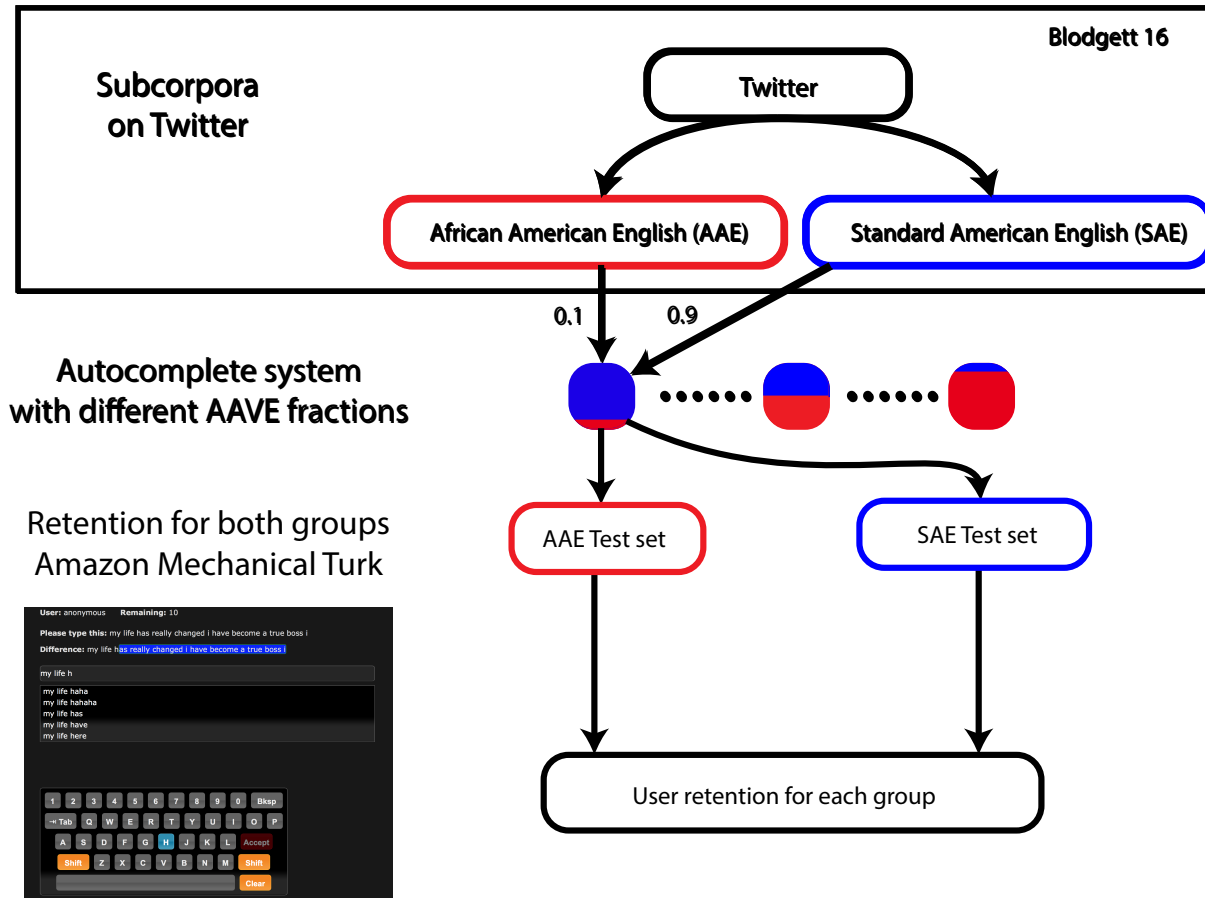 Blodgett 16
Subcorpora
on Twitter
Twitter
African American English (AAE)
Standard American English (SAE)
0.1
0.9
Autocomplete system
with different AAVE fractions
Retention for both groups
Amazon Mechanical Turk
AAE Test set
SAE Test set
User: anonymous Remaining: 10
Please type this: my life has really changed i have become a true boss i
Difference: my life has really changed i have become a true boss i
my life h
my life haha
my life hahaha
my life has
my life have
my life here
1 2 3 4 5 6 7 8 9 0 Bksp
Tab Q W E R T Y U I O P
A S D F G H J K L Accept
Shift Z X C V B N M Shift
Clear
User retention for each group